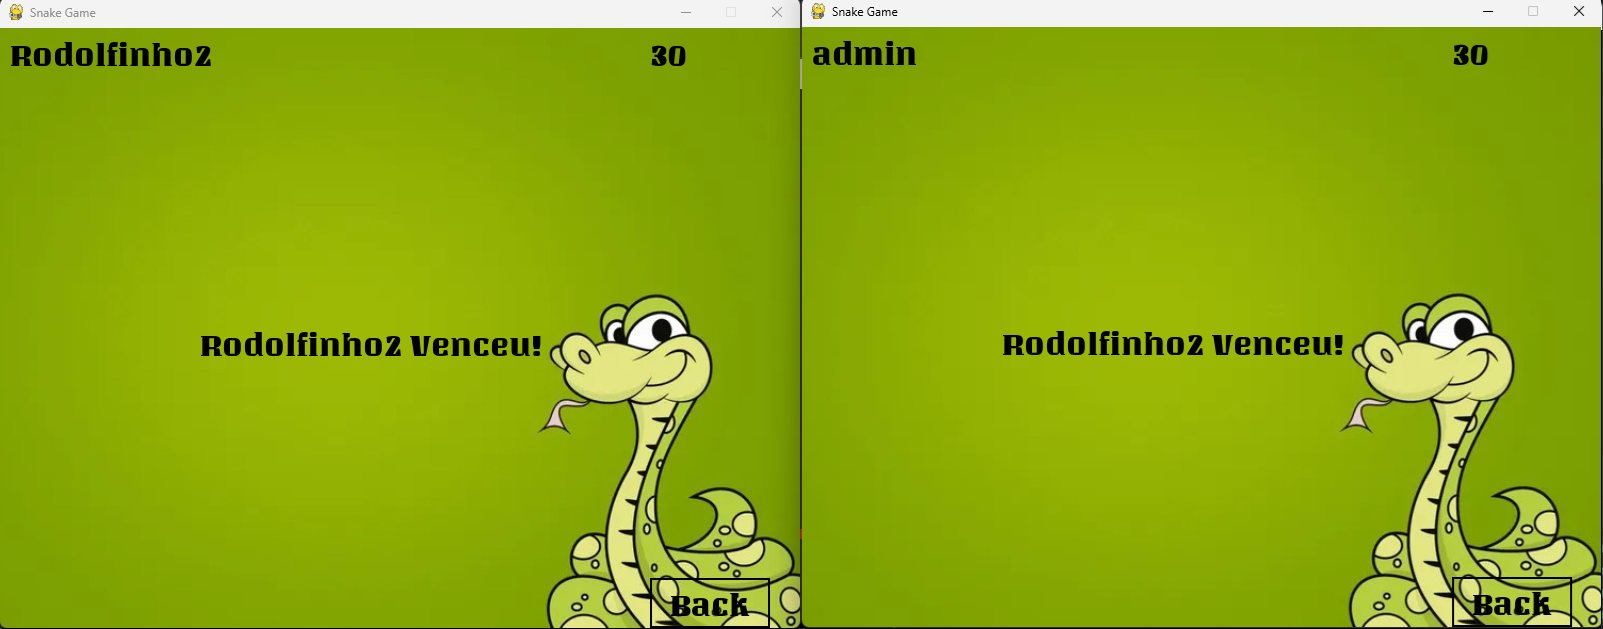 Snake Game
Rodolfinho2 30
Rodolfinho2 Venceu!
Back
Snake Game
admin 30
Rodolfinho2 Venceu!
Back